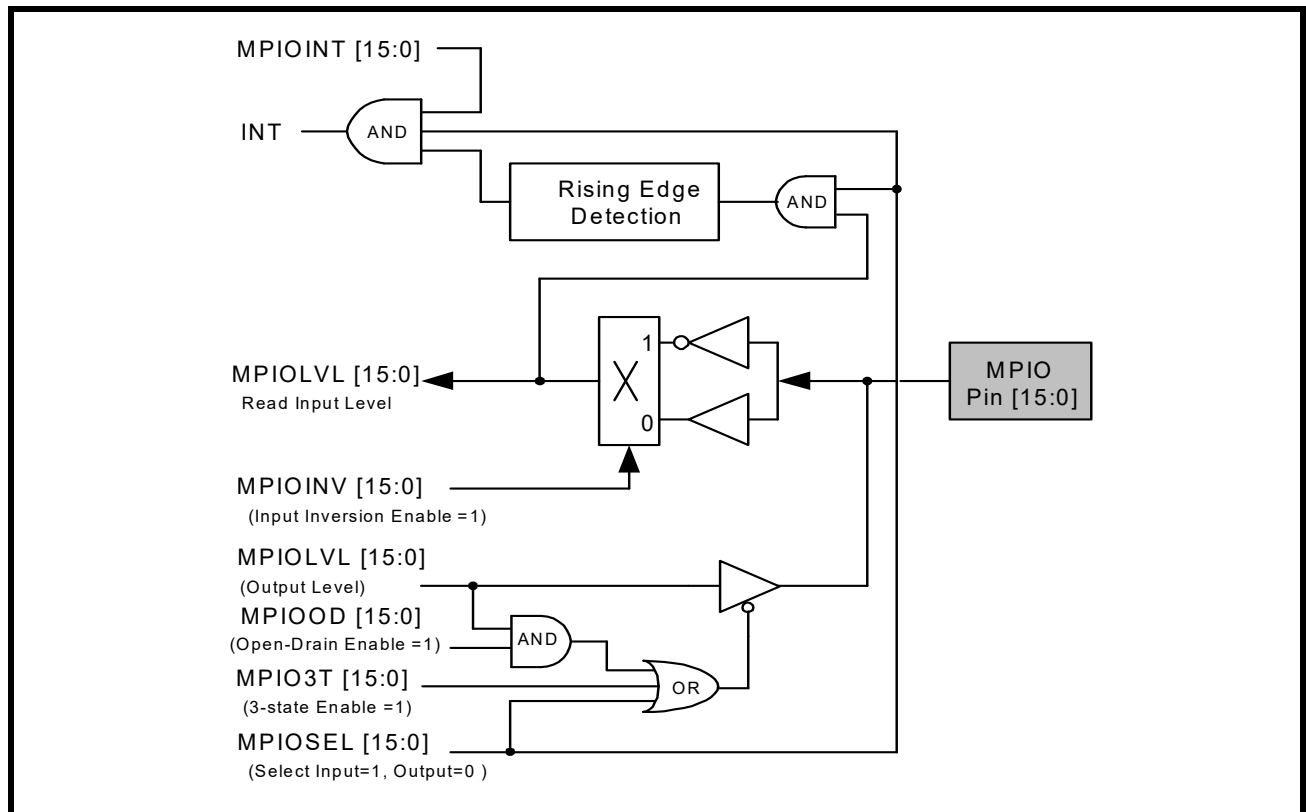 MPIOINT [15:0]
INT
AND
Rising Edge
Detection
AND
1
MPIOLVL [15:0]
Read Input Level
0
MPIO
Pin [15:0]
MPIOINV [15:0]
(Input Inversion Enable =1)
MPIOLVL [15:0]
(Output Level)
MPIOOD [15:0]
(Open-Drain Enable =1)
AND
MPIO3T [15:0]
(3-state Enable =1)
OR
MPIOSEL [15:0]
(Select Input=1, Output=0 )